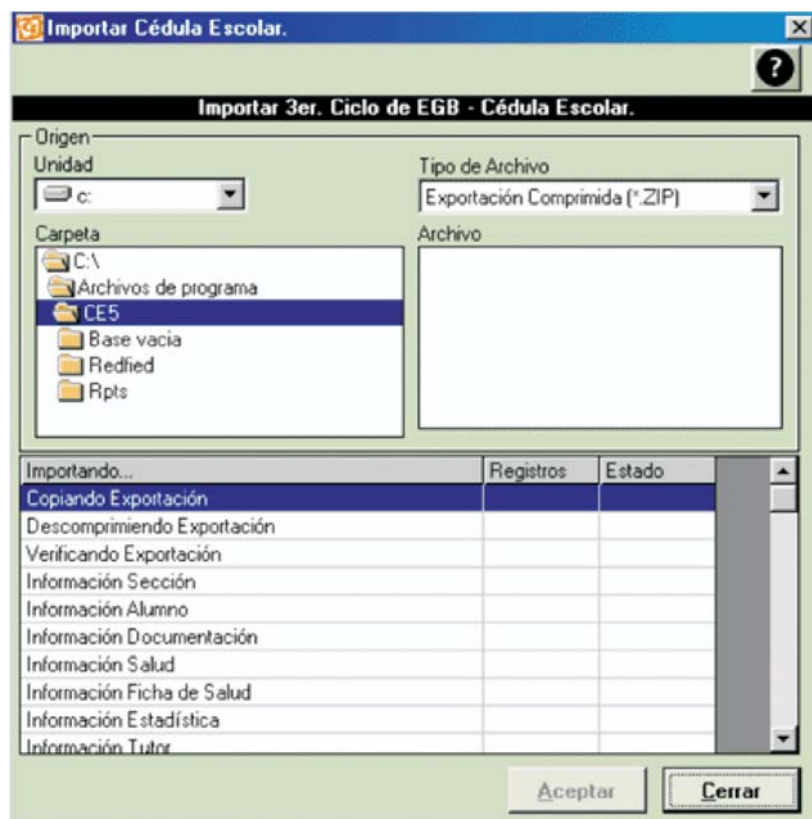 Importar Cédula Escolar.
?
Importar 3er. Ciclo de EGB - Cédula Escolar.
Origen
Unidad
Tipo de Archivo
c:
Exportación Comprimida (*.ZIP)
Carpeta
Archivo
C:\
Archivos de programa
CE5
Base vacia
Redfied
Rpts
Importando... Registros Estado
Copiando Exportación
Descomprimiendo Exportación
Verificando Exportación
Información Sección
Información Alumno
Información Documentación
Información Salud
Información Ficha de Salud
Información Estadística
Información Tutor
Aceptar
Cerrar